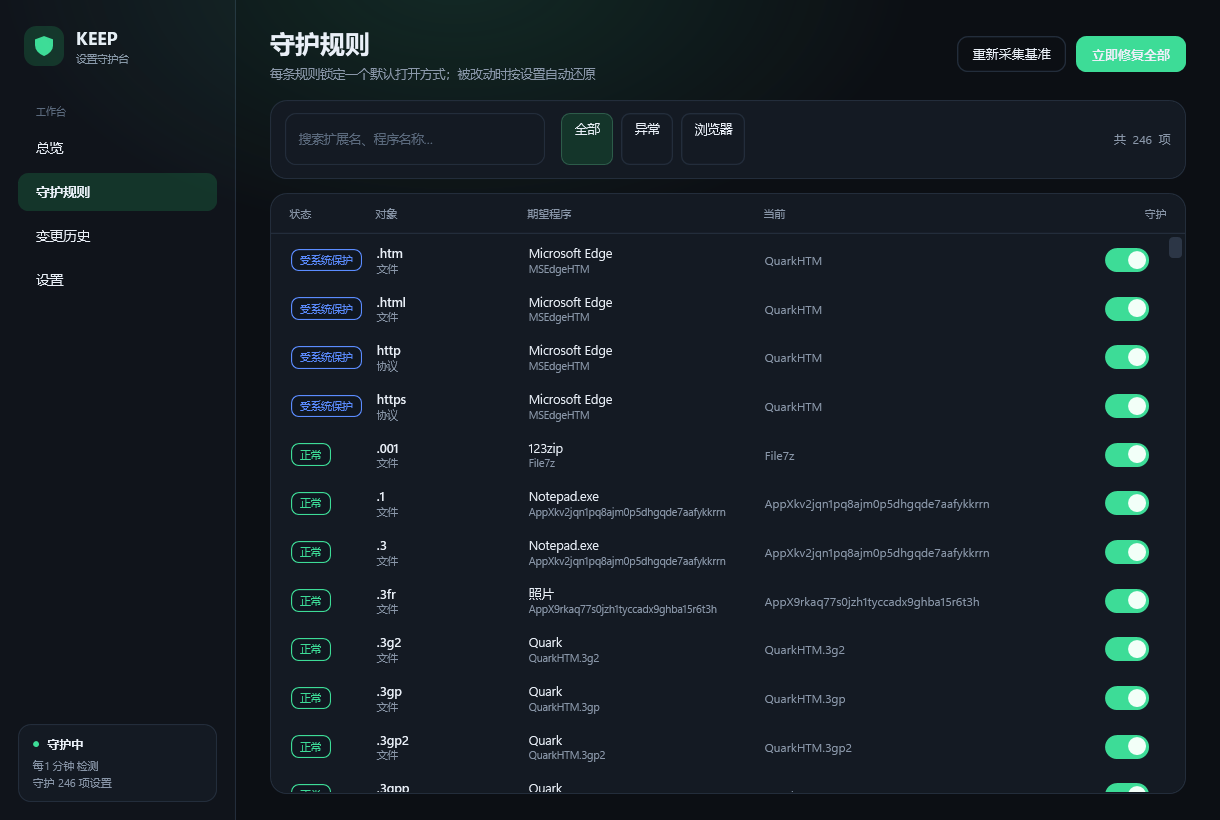 KEEP
设置守护台
工作台
总览
守护规则
变更历史
设置
守护中
每1 分钟 检测
守护 246 项设置
守护规则
每条规则锁定一个默认打开方式；被改动时按设置自动还原
重新采集基准
立即修复全部
搜索扩展名、程序名称...
全部
异常
浏览器
共 246 项
状态 对象 期望程序 当前 守护
受系统保护 .htm 文件 Microsoft Edge MSEdgeHTM QuarkHTM
受系统保护 .html 文件 Microsoft Edge MSEdgeHTM QuarkHTM
受系统保护 http 协议 Microsoft Edge MSEdgeHTM QuarkHTM
受系统保护 https 协议 Microsoft Edge MSEdgeHTM QuarkHTM
正常 .001 文件 123zip File7z File7z
正常 .1 文件 Notepad.exe AppXkv2jqn1pq8ajm0p5dhgqde7aafykkrrn AppXkv2jqn1pq8ajm0p5dhgqde7aafykkrrn
正常 .3 文件 Notepad.exe AppXkv2jqn1pq8ajm0p5dhgqde7aafykkrrn AppXkv2jqn1pq8ajm0p5dhgqde7aafykkrrn
正常 .3fr 文件 照片 AppX9rkaq77s0jzh1tyccadx9ghba15r6t3h AppX9rkaq77s0jzh1tyccadx9ghba15r6t3h
正常 .3g2 文件 Quark QuarkHTM.3g2 QuarkHTM.3g2
正常 .3gp 文件 Quark QuarkHTM.3gp QuarkHTM.3gp
正常 .3gp2 文件 Quark QuarkHTM.3gp2 QuarkHTM.3gp2
.3gpp Quark